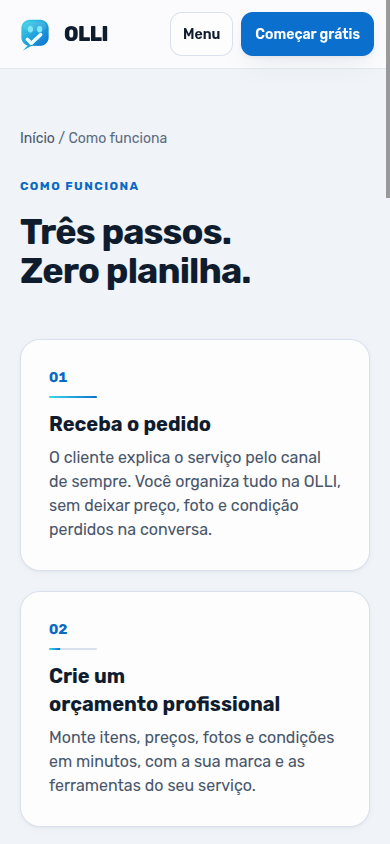 OLLI
Menu
Começar grátis
Início / Como funciona
COMO FUNCIONA
Três passos.
Zero planilha.
01
Receba o pedido
O cliente explica o serviço pelo canal
de sempre. Você organiza tudo na OLLI,
sem deixar preço, foto e condição
perdidos na conversa.
02
Crie um
orçamento profissional
Monte itens, preços, fotos e condições
em minutos, com a sua marca e as
ferramentas do seu serviço.